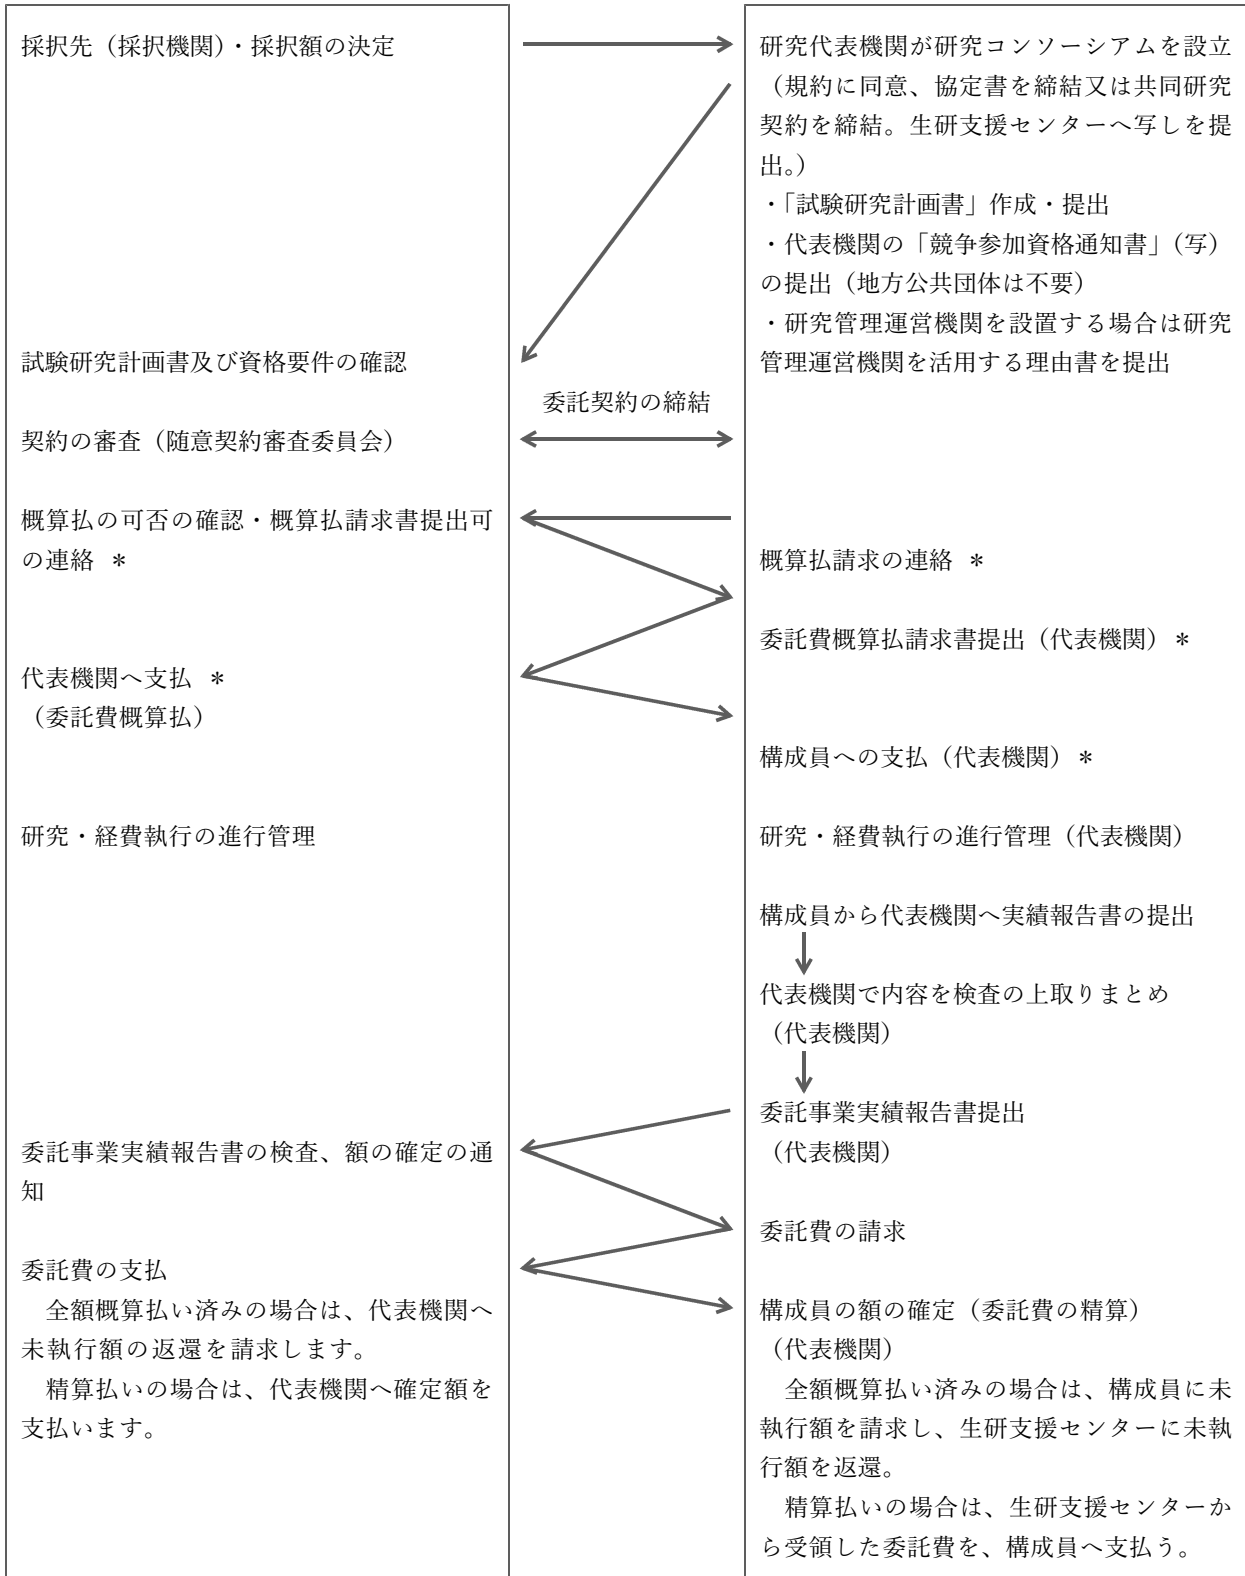 採択先（採択機関）・採択額の決定
試験研究計画書及び資格要件の確認
契約の審査（随意契約審査委員会）
概算払の可否の確認・概算払請求書提出可
の連絡 ＊
代表機関へ支払 ＊
（委託費概算払）
研究・経費執行の進行管理
委託事業実績報告書の検査、額の確定の通
知
委託費の支払
　全額概算払い済みの場合は、代表機関へ
未執行額の返還を請求します。
　精算払いの場合は、代表機関へ確定額を
支払います。
委託契約の締結
研究代表機関が研究コンソーシアムを設立
（規約に同意、協定書を締結又は共同研究
契約を締結。生研支援センターへ写しを提
出。）
・「試験研究計画書」作成・提出
・代表機関の「競争参加資格通知書」（写）
の提出（地方公共団体は不要）
・研究管理運営機関を設置する場合は研究
管理運営機関を活用する理由書を提出
概算払請求の連絡 ＊
委託費概算払請求書提出（代表機関）＊
構成員への支払（代表機関）＊
研究・経費執行の進行管理（代表機関）
構成員から代表機関へ実績報告書の提出
代表機関で内容を検査の上取りまとめ
（代表機関）
委託事業実績報告書提出
（代表機関）
委託費の請求
構成員の額の確定（委託費の精算）
（代表機関）
　全額概算払い済みの場合は、構成員に未
執行額を請求し、生研支援センターに未執
行額を返還。
　精算払いの場合は、生研支援センターか
ら受領した委託費を、構成員へ支払う。